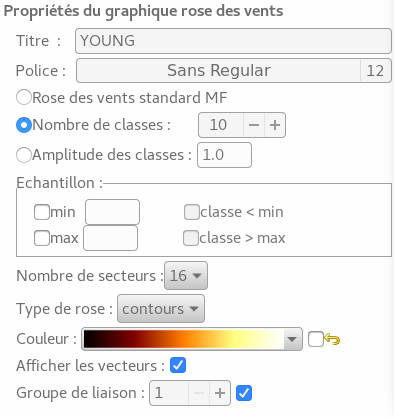 Propriétés du graphique rose des vents
Titre : YOUNG
Police : Sans Regular 12
Rose des vents standard MF
Nombre de classes : 10
Amplitude des classes : 1.0
Echantillon :
min classe < min
max classe > max
Nombre de secteurs : 16
Type de rose : contours
Couleur :
Afficher les vecteurs :
Groupe de liaison : 1